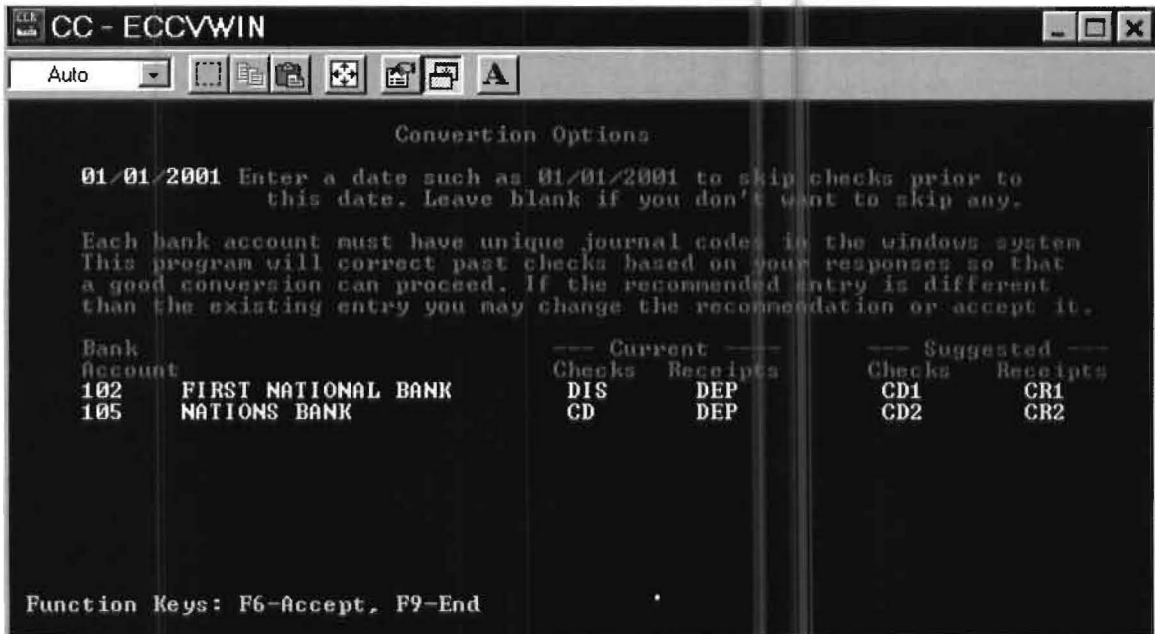 CC - ECCVWIN
Auto
A
Convertion Options
01/01/2001 Enter a date such as 01/01/2001 to skip checks prior to
this date. Leave blank if you don't want to skip any.
Each bank account must have unique journal codes in the windows system
This program will correct past checks based on your responses so that
a good conversion can proceed. If the recommended entry is different
than the existing entry you may change the recommendation or accept it.
Bank --- Current ---- --- Suggested ---
Account Checks Receipts Checks Receipts
102 FIRST NATIONAL BANK DIS DEP CD1 CR1
105 NATIONS BANK CD DEP CD2 CR2
Function Keys: F6-Accept, F9-End